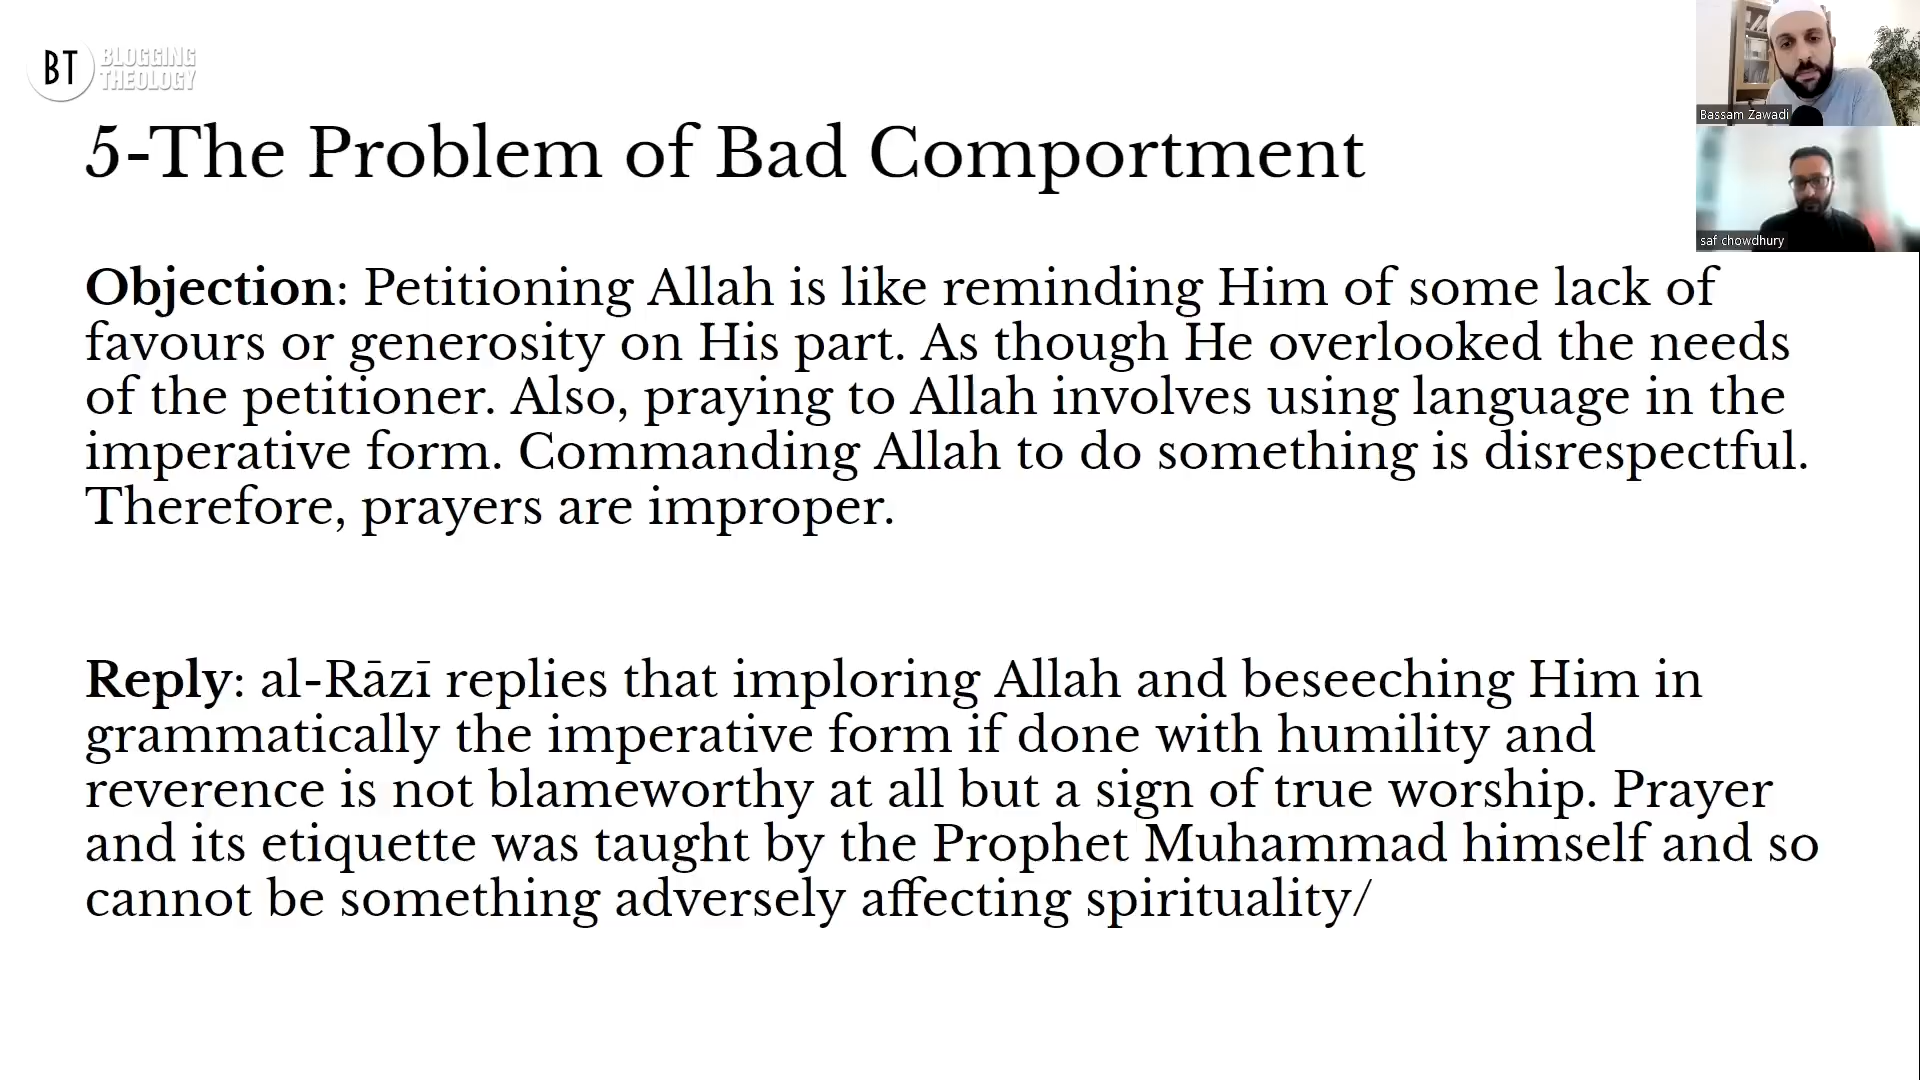 BT BLOGGING
THEOLOGY
Bassam Zawadi
saf chowdhury
5-The Problem of Bad Comportment
Objection: Petitioning Allah is like reminding Him of some lack of
favours or generosity on His part. As though He overlooked the needs
of the petitioner. Also, praying to Allah involves using language in the
imperative form. Commanding Allah to do something is disrespectful.
Therefore, prayers are improper.
Reply: al-Rāzī replies that imploring Allah and beseeching Him in
grammatically the imperative form if done with humility and
reverence is not blameworthy at all but a sign of true worship. Prayer
and its etiquette was taught by the Prophet Muhammad himself and so
cannot be something adversely affecting spirituality/